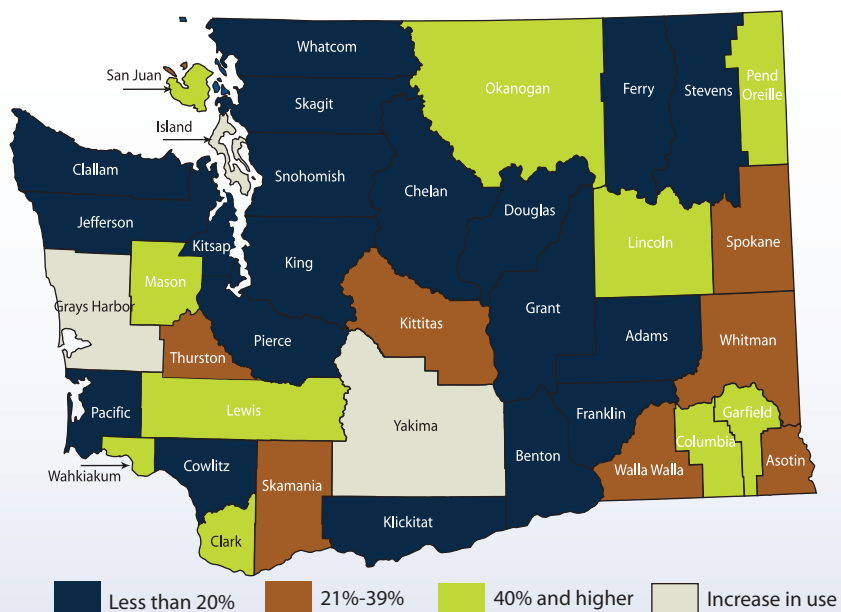 Whatcom
San Juan
Okanogan
Ferry
Stevens
Pend
Oreille
Skagit
Island
Snohomish
Clallam
Chelan
Douglas
Jefferson
Kitsap
King
Lincoln
Spokane
Mason
Grays Harbor
Kittitas
Grant
Adams
Whitman
Thurston
Pierce
Pacific
Lewis
Yakima
Franklin
Garfield
Columbia
Benton
Walla Walla
Asotin
Wahkiakum
Cowlitz
Skamania
Klickitat
Clark
Less than 20%
21%-39%
40% and higher
Increase in use